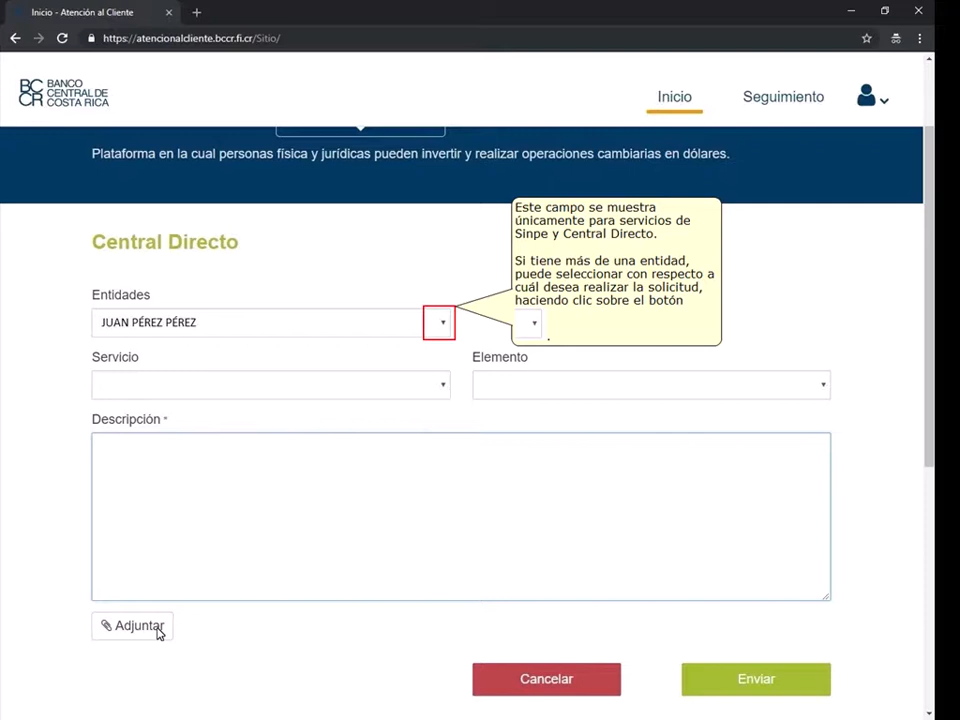 Inicio - Atención al Cliente
https://atencionalcliente.bccr.fi.cr/Sitio/
BC
CR
BANCO
CENTRAL DE
COSTA RICA
Inicio
Seguimiento
Plataforma en la cual personas física y jurídicas pueden invertir y realizar operaciones cambiarias en dólares.
Este campo se muestra
únicamente para servicios de
Sinpe y Central Directo.
Si tiene más de una entidad,
puede seleccionar con respecto a
cuál desea realizar la solicitud,
haciendo clic sobre el botón
.
Central Directo
Entidades
JUAN PÉREZ PÉREZ
Servicio
Elemento
Descripción *
Adjuntar
Cancelar
Enviar